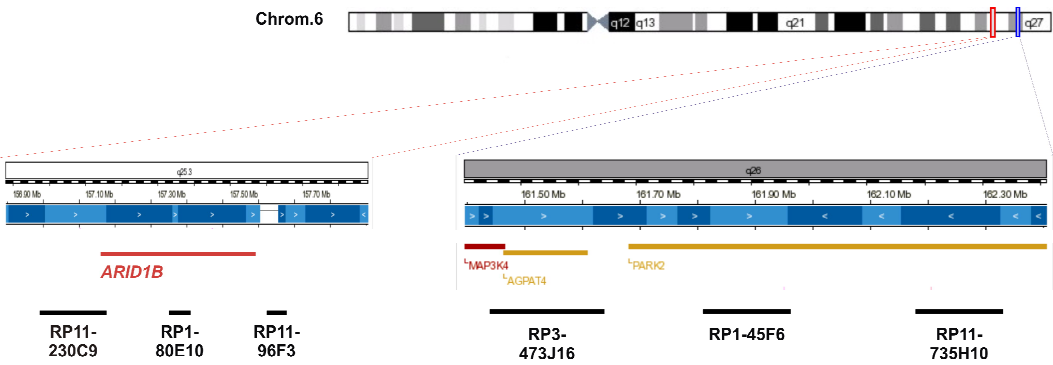 Chrom.6
q12 q13 q21 q27
q25.3
156.90 Mb 157.10 Mb 157.30 Mb 157.50 Mb 157.70 Mb
ARID1B
RP11-
230C9
RP1-
80E10
RP11-
96F3
q26
161.50 Mb 161.70 Mb 161.90 Mb 162.10 Mb 162.30 Mb
MAP3K4
AGPAT4
PARK2
RP3-
473J16
RP1-45F6
RP11-
735H10